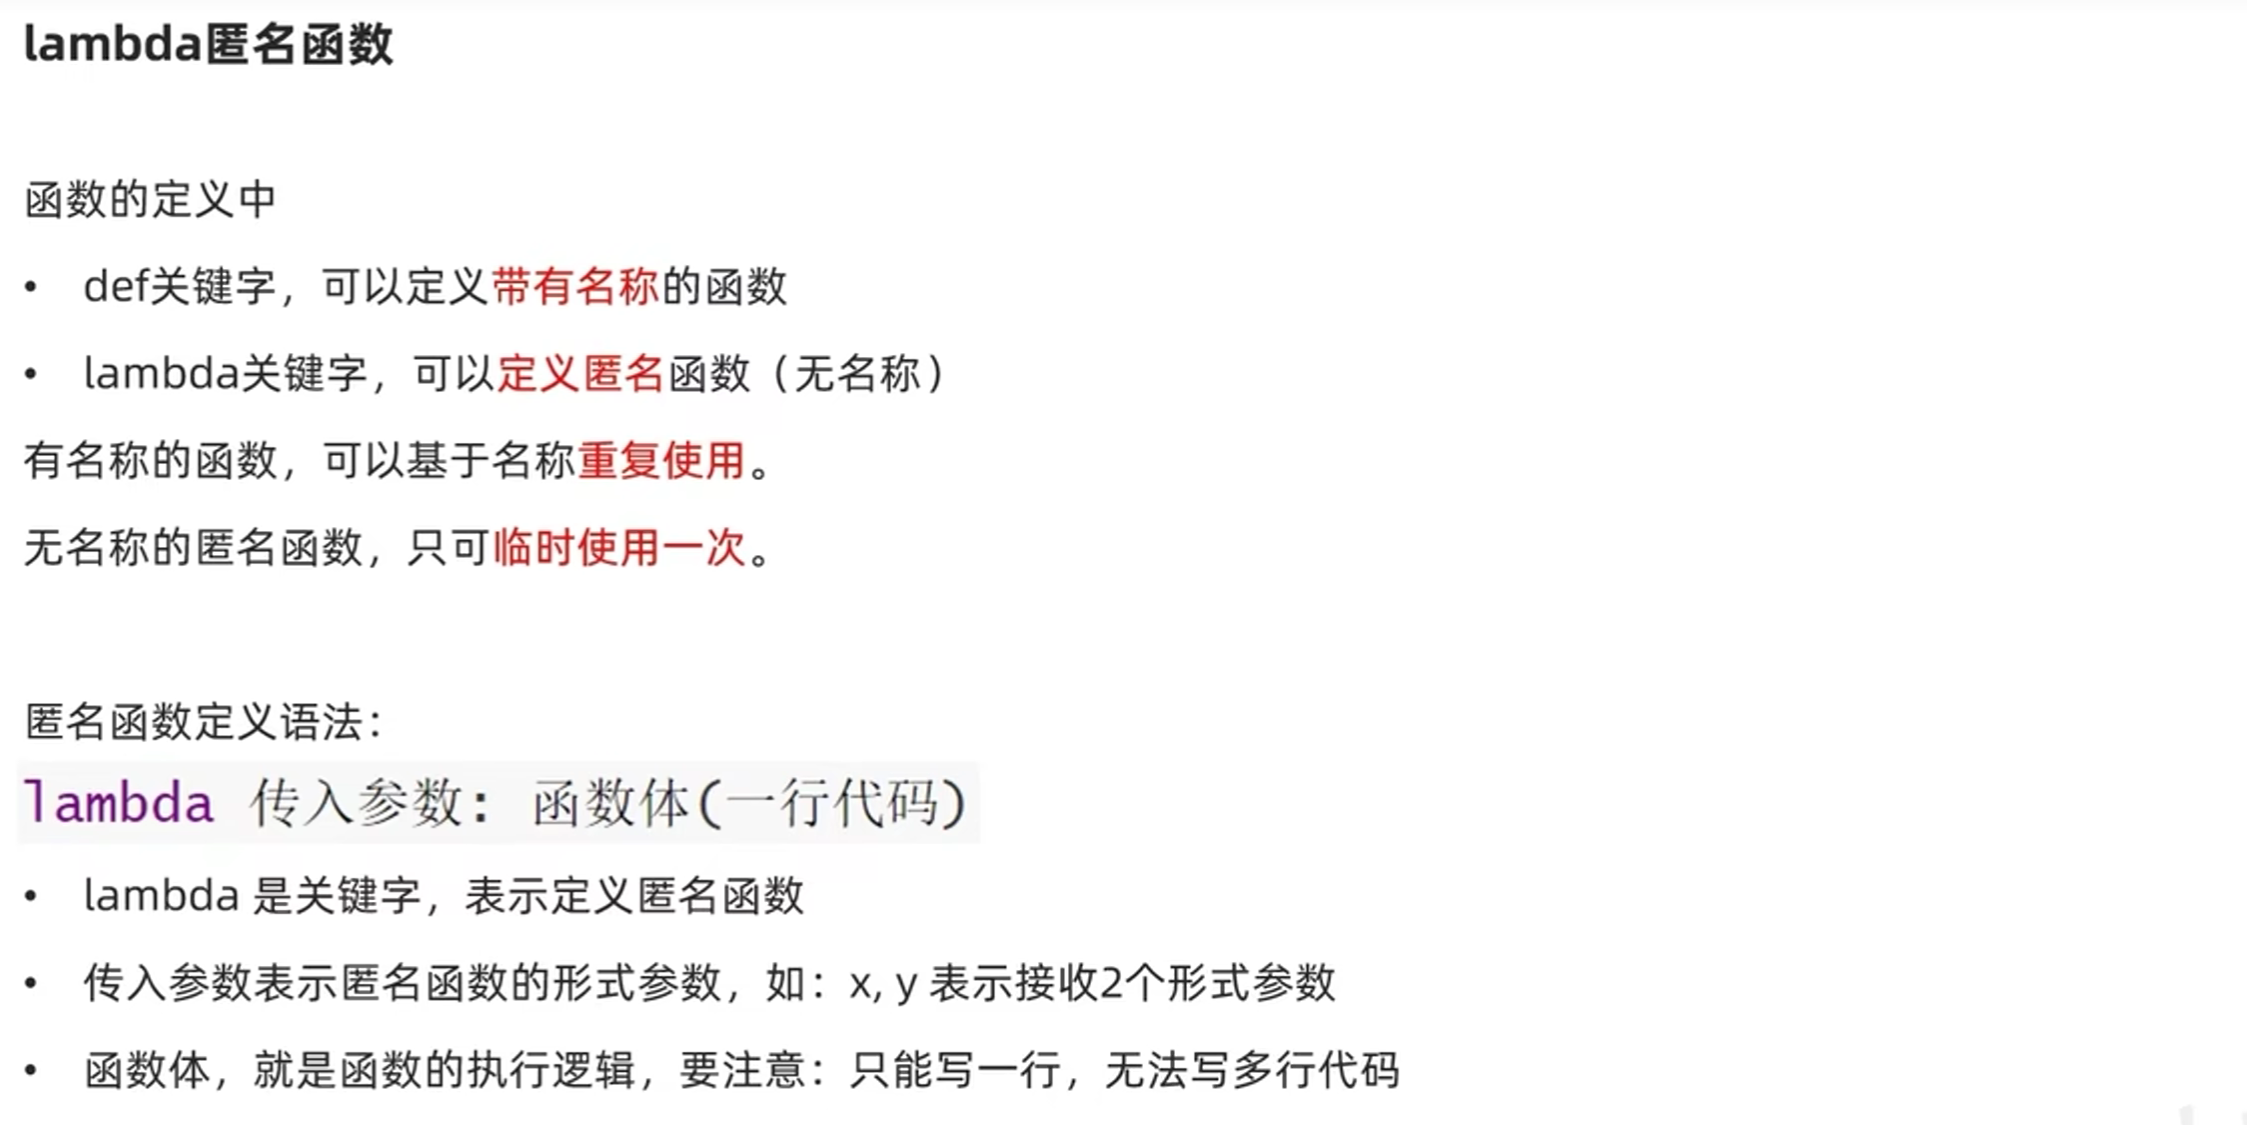 lambda匿名函数
函数的定义中
• def关键字，可以定义带有名称的函数
• lambda关键字，可以定义匿名函数（无名称）
有名称的函数，可以基于名称重复使用。
无名称的匿名函数，只可临时使用一次。
匿名函数定义语法：
lambda 传入参数: 函数体(一行代码)
• lambda 是关键字，表示定义匿名函数
• 传入参数表示匿名函数的形式参数，如：x, y 表示接收2个形式参数
• 函数体，就是函数的执行逻辑，要注意：只能写一行，无法写多行代码